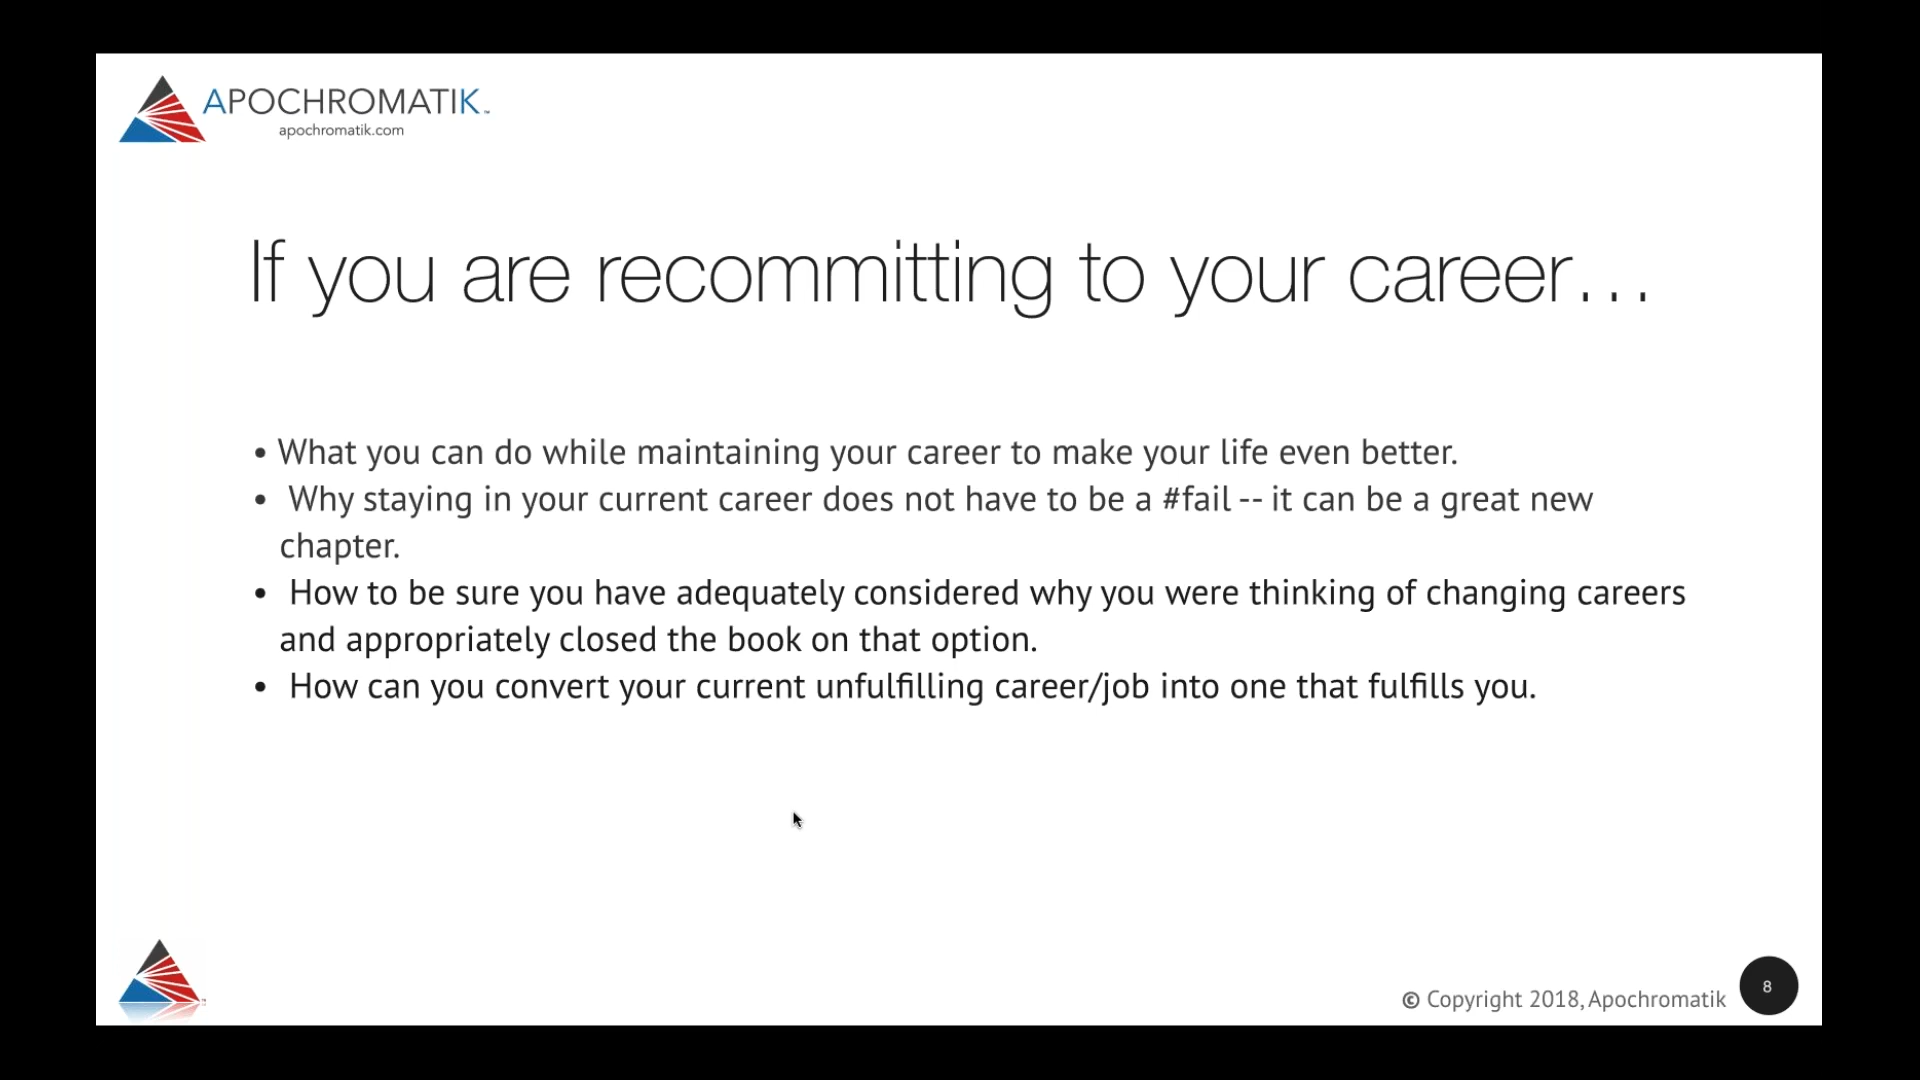 APOCHROMATIK™
apochromatik.com
If you are recommitting to your career…
• What you can do while maintaining your career to make your life even better.
• Why staying in your current career does not have to be a #fail -- it can be a great new
chapter.
• How to be sure you have adequately considered why you were thinking of changing careers
and appropriately closed the book on that option.
• How can you convert your current unfulfilling career/job into one that fulfills you.
© Copyright 2018, Apochromatik
8